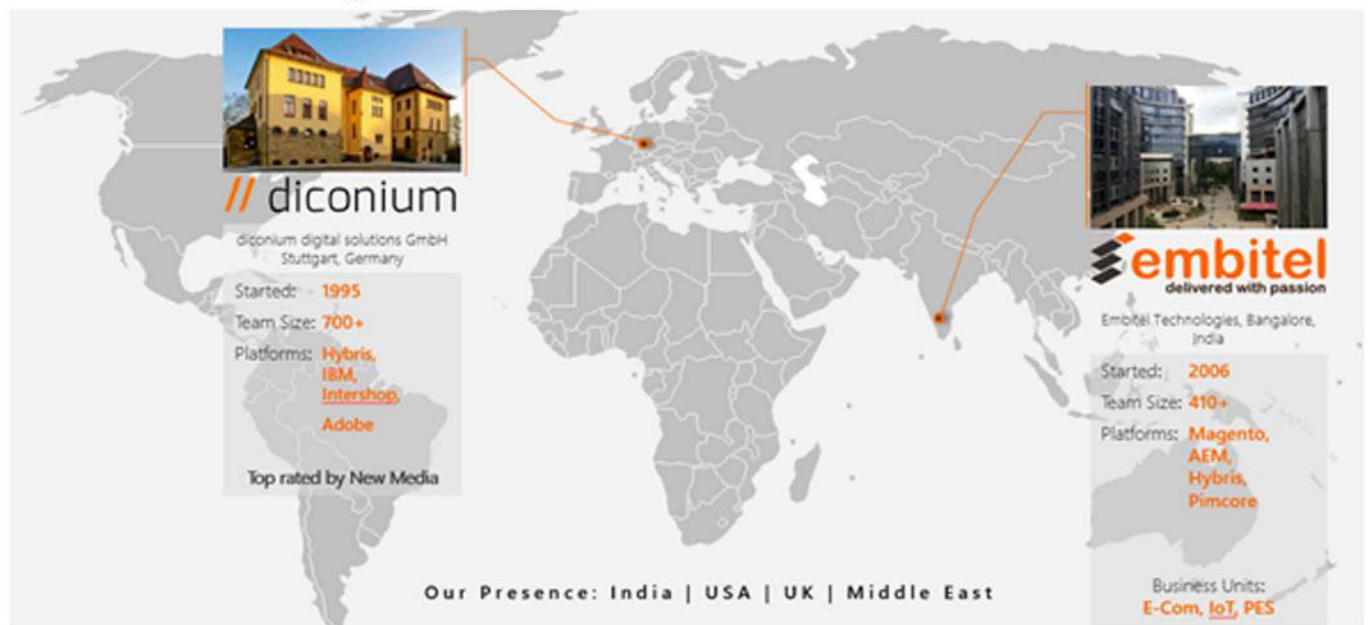 // diconium
diconium digital solutions GmbH
Stuttgart, Germany
Started: 1995
Team Size: 700+
Platforms: Hybris,
IBM,
Intershop,
Adobe
Top rated by New Media
embitel
delivered with passion
Embitel Technologies, Bangalore,
India
Started: 2006
Team Size: 410+
Platforms: Magento,
AEM,
Hybris,
Pimcore
Business Units:
E-Com, IoT, PES
Our Presence: India | USA | UK | Middle East